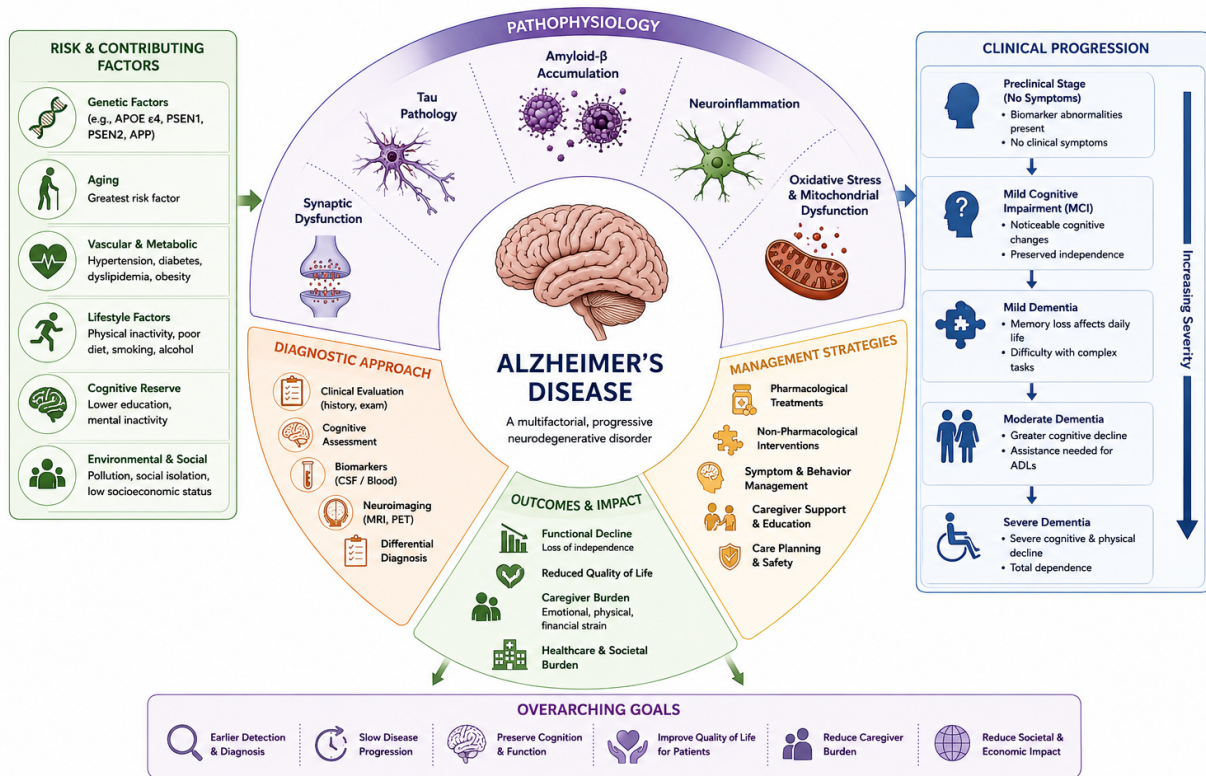 PATHOPHYSIOLOGY
RISK & CONTRIBUTING
FACTORS
Genetic Factors
(e.g., APOE ε4, PSEN1,
PSEN2, APP)
Aging
Greatest risk factor
Vascular & Metabolic
Hypertension, diabetes,
dyslipidemia, obesity
Lifestyle Factors
Physical inactivity, poor
diet, smoking, alcohol
Cognitive Reserve
Lower education,
mental inactivity
Environmental & Social
Pollution, social isolation,
low socioeconomic status
Synaptic
Dysfunction
Tau
Pathology
Amyloid-β
Accumulation
Neuroinflammation
Oxidative Stress
& Mitochondrial
Dysfunction
ALZHEIMER'S
DISEASE
A multifactorial, progressive
neurodegenerative disorder
DIAGNOSTIC APPROACH
Clinical Evaluation
(history, exam)
Cognitive
Assessment
Biomarkers
(CSF / Blood)
Neuroimaging
(MRI, PET)
Differential
Diagnosis
OUTCOMES & IMPACT
Functional Decline
Loss of independence
Reduced Quality of Life
Caregiver Burden
Emotional, physical,
financial strain
Healthcare & Societal
Burden
MANAGEMENT STRATEGIES
Pharmacological
Treatments
Non-Pharmacological
Interventions
Symptom & Behavior
Management
Caregiver Support
& Education
Care Planning
& Safety
CLINICAL PROGRESSION
Preclinical Stage
(No Symptoms)
• Biomarker abnormalities
present
• No clinical symptoms
?
Mild Cognitive
Impairment (MCI)
• Noticeable cognitive
changes
• Preserved independence
Mild Dementia
• Memory loss affects daily
life
• Difficulty with complex
tasks
Moderate Dementia
• Greater cognitive decline
• Assistance needed for
ADLs
Severe Dementia
• Severe cognitive & physical
decline
• Total dependence
Increasing Severity
OVERARCHING GOALS
Earlier Detection
& Diagnosis
Slow Disease
Progression
Preserve Cognition
& Function
Improve Quality of Life
for Patients
Reduce Caregiver
Burden
Reduce Societal &
Economic Impact